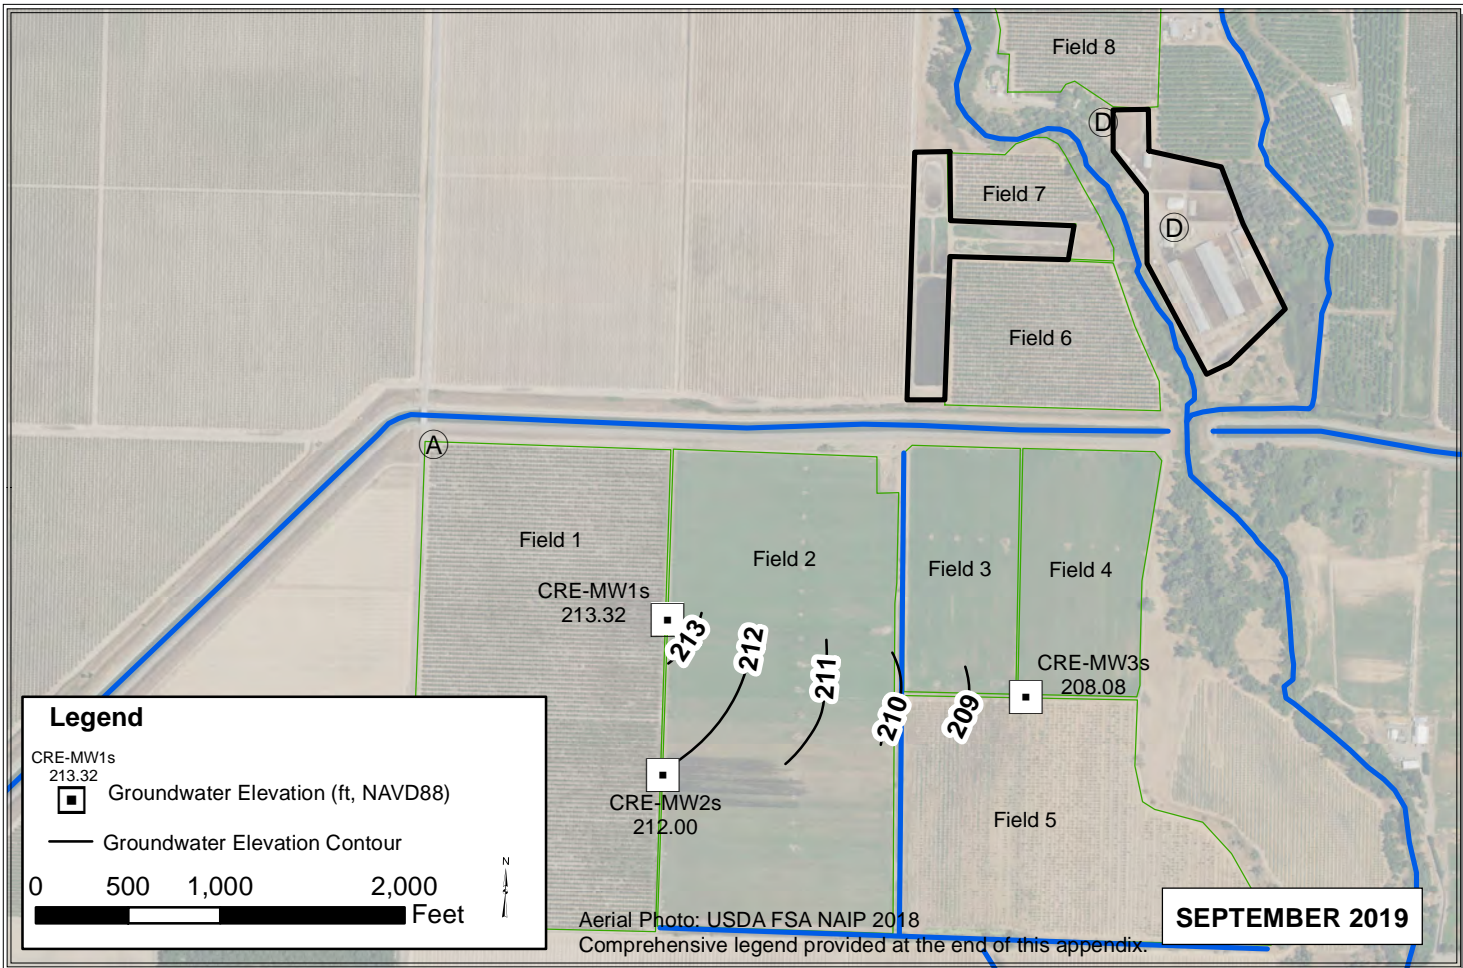 Field 8
D
Field 7
D
Field 6
A
Field 1
Field 2
Field 3
Field 4
CRE-MW1s
213.32
213
212
211
210
209
CRE-MW3s
208.08
CRE-MW2s
212.00
Field 5
Legend
CRE-MW1s
213.32
Groundwater Elevation (ft, NAVD88)
Groundwater Elevation Contour
N
0 500 1,000 2,000
Feet
Aerial Photo: USDA FSA NAIP 2018
Comprehensive legend provided at the end of this appendix.
SEPTEMBER 2019